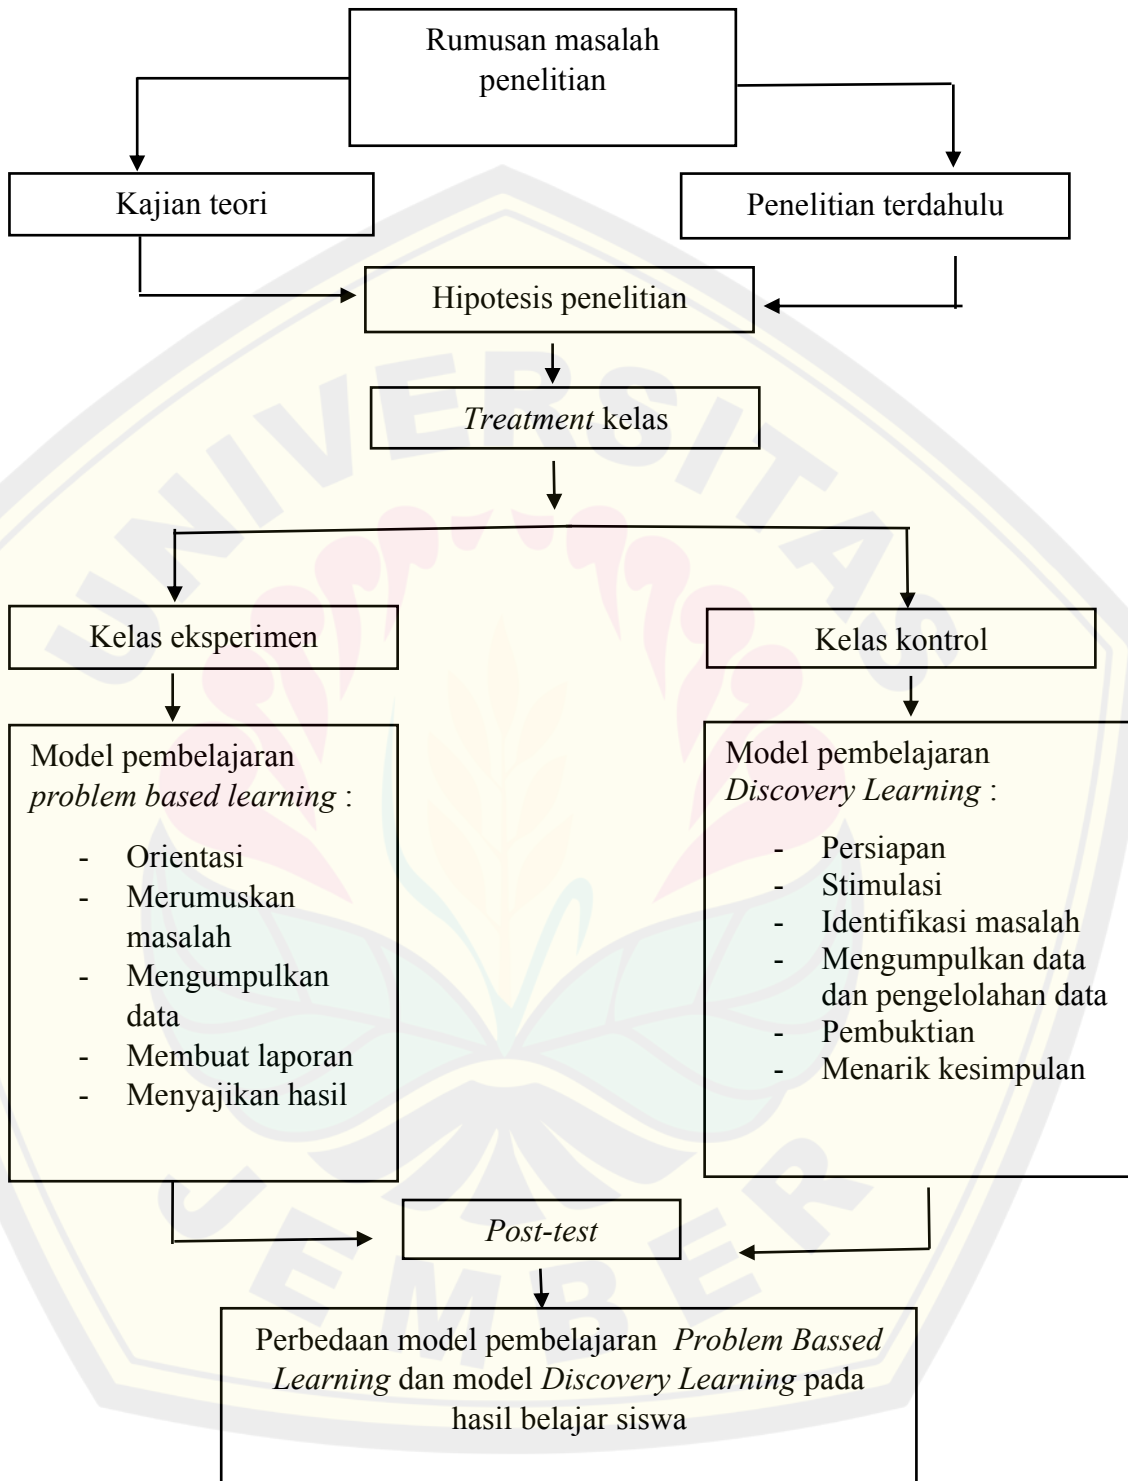 Rumusan masalah
penelitian
Kajian teori
Penelitian terdahulu
Hipotesis penelitian
Treatment kelas
UNIVERSITAS
Kelas eksperimen
Kelas kontrol
Model pembelajaran
problem based learning :
- Orientasi
- Merumuskan
masalah
- Mengumpulkan
data
- Membuat laporan
- Menyajikan hasil
Model pembelajaran
Discovery Learning :
- Persiapan
- Stimulasi
- Identifikasi masalah
- Mengumpulkan data
dan pengelolahan data
- Pembuktian
- Menarik kesimpulan
Post-test
JEMBER
Perbedaan model pembelajaran Problem Bassed
Learning dan model Discovery Learning pada
hasil belajar siswa